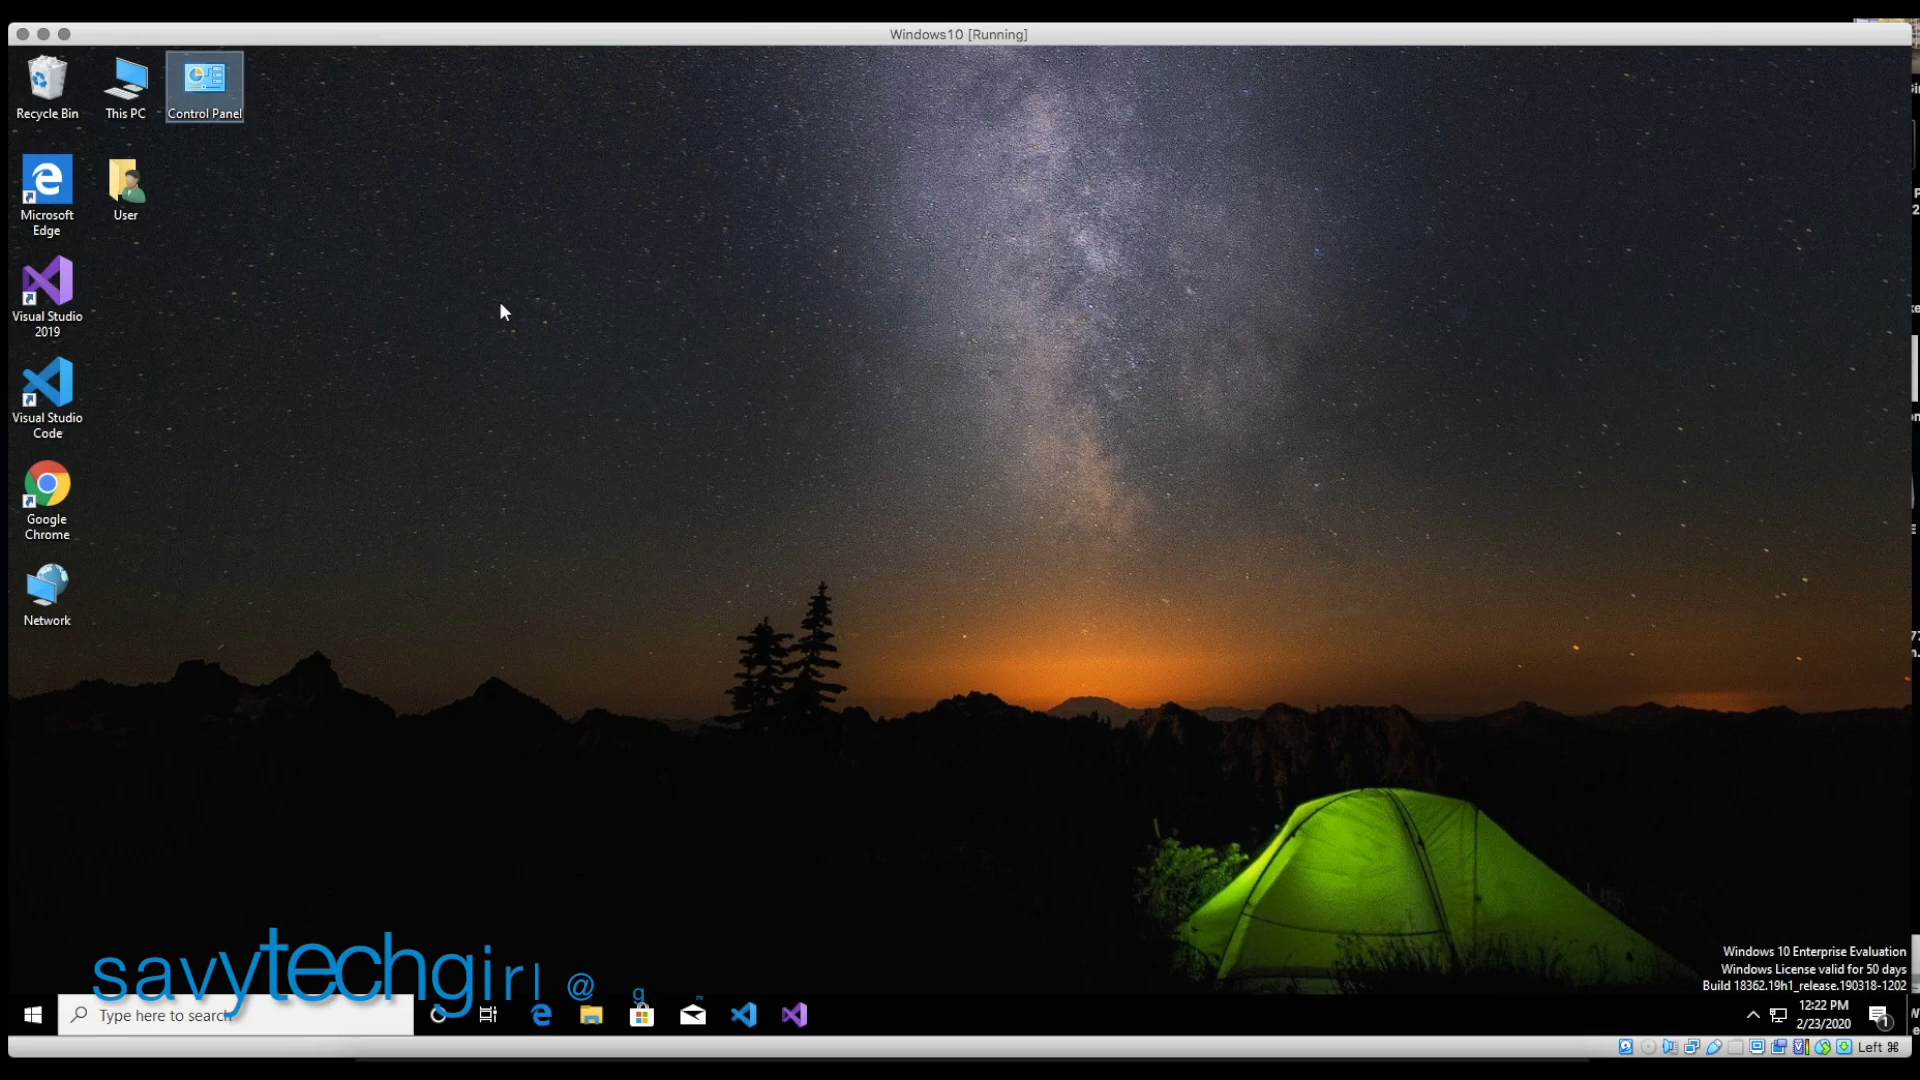 Windows10 [Running]
Recycle Bin
This PC
Control Panel
Microsoft
Edge
User
Visual Studio
2019
Visual Studio
Code
Google
Chrome
Network
savytechgirl @ g
Windows 10 Enterprise Evaluation
Windows License valid for 50 days
Build 18362.19h1_release.190318-1202
Type here to search
12:22 PM
2/23/2020
1
Left ⌘